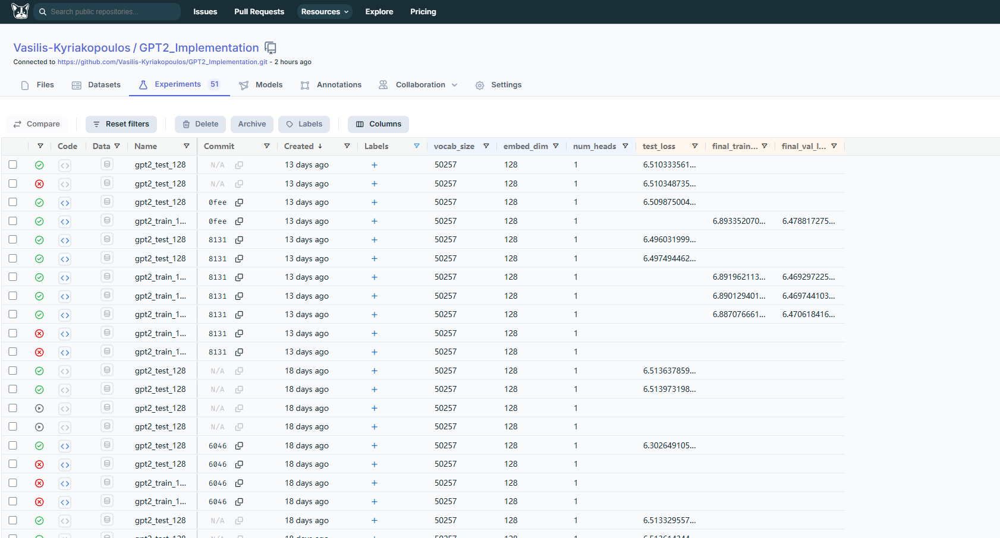 Search public repositories... Issues Pull Requests Resources Explore Pricing
Vasilis-Kyriakopoulos / GPT2_Implementation
Connected to https://github.com/Vasilis-Kyriakopoulos/GPT2_Implementation.git - 2 hours ago
Files Datasets Experiments 51 Models Annotations Collaboration Settings
Compare Reset filters Delete Archive Labels Columns
Code Data Name Commit Created Labels vocab_size embed_dim num_heads test_loss final_train... final_val_l...
gpt2_test_128 N/A 13 days ago + 50257 128 1 6.510333561...
gpt2_test_128 N/A 13 days ago + 50257 128 1 6.510348735...
gpt2_test_128 0fee 13 days ago + 50257 128 1 6.509875004...
gpt2_train_1... 0fee 13 days ago + 50257 128 1 6.893352070... 6.478817275...
gpt2_test_128 8131 13 days ago + 50257 128 1 6.496031999...
gpt2_test_128 8131 13 days ago + 50257 128 1 6.497494462...
gpt2_train_1... 8131 13 days ago + 50257 128 1 6.891962113... 6.469297225...
gpt2_train_1... 8131 13 days ago + 50257 128 1 6.890129401... 6.469744103...
gpt2_train_1... 8131 13 days ago + 50257 128 1 6.887076661... 6.470618416...
gpt2_train_1... 8131 13 days ago + 50257 128 1
gpt2_train_1... 8131 13 days ago + 50257 128 1
gpt2_test_128 N/A 18 days ago + 50257 128 1 6.513637859...
gpt2_test_128 N/A 18 days ago + 50257 128 1 6.513973198...
gpt2_test_128 N/A 18 days ago + 50257 128 1
gpt2_test_128 N/A 18 days ago + 50257 128 1
gpt2_test_128 6046 18 days ago + 50257 128 1 6.302649105...
gpt2_test_128 6046 18 days ago + 50257 128 1
gpt2_train_1... 6046 18 days ago + 50257 128 1
gpt2_train_1... 6046 18 days ago + 50257 128 1
gpt2_test_128 N/A 18 days ago + 50257 128 1 6.513329557...